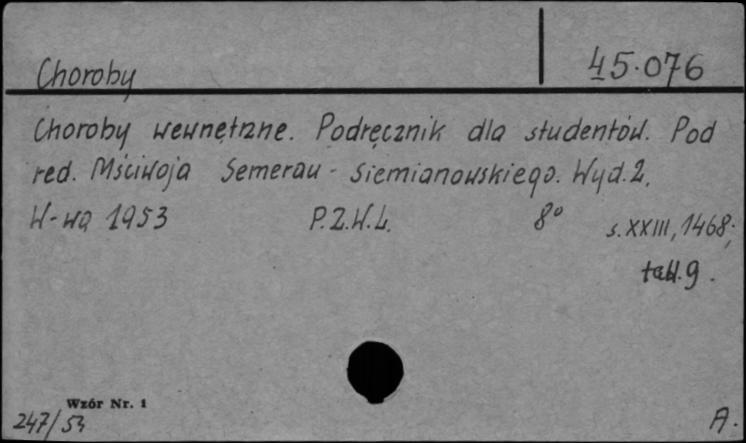 Choroby 45.076
Choroby wewnętrzne. Podręcznik dla studentów. Pod
red. Mściwoja Semerau-Siemianowskiego. Wyd. 2.
W-wa 1953 P.Z.W.L. 8° s. XXIII, 1468;
tabl. 9.
Wzór Nr. 1
247/53 A.